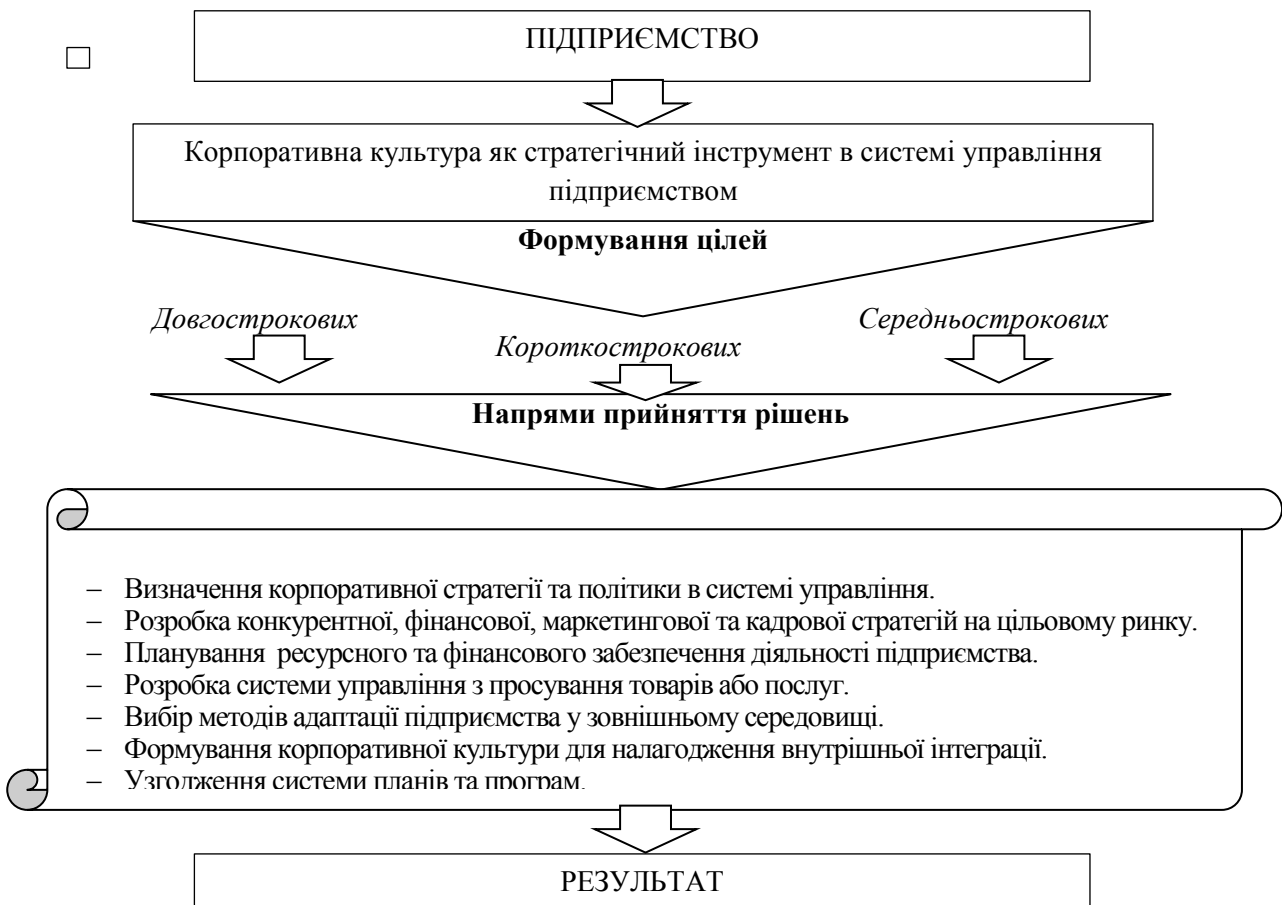 ПІДПРИЄМСТВО
Корпоративна культура як стратегічний інструмент в системі управління
підприємством
Формування цілей
Довгострокових
Короткострокових
Середньострокових
Напрями прийняття рішень
– Визначення корпоративної стратегії та політики в системі управління.
– Розробка конкурентної, фінансової, маркетингової та кадрової стратегій на цільовому ринку.
– Планування ресурсного та фінансового забезпечення діяльності підприємства.
– Розробка системи управління з просування товарів або послуг.
– Вибір методів адаптації підприємства у зовнішньому середовищі.
– Формування корпоративної культури для налагодження внутрішньої інтеграції.
– Узгодження системи планів та програм.
РЕЗУЛЬТАТ